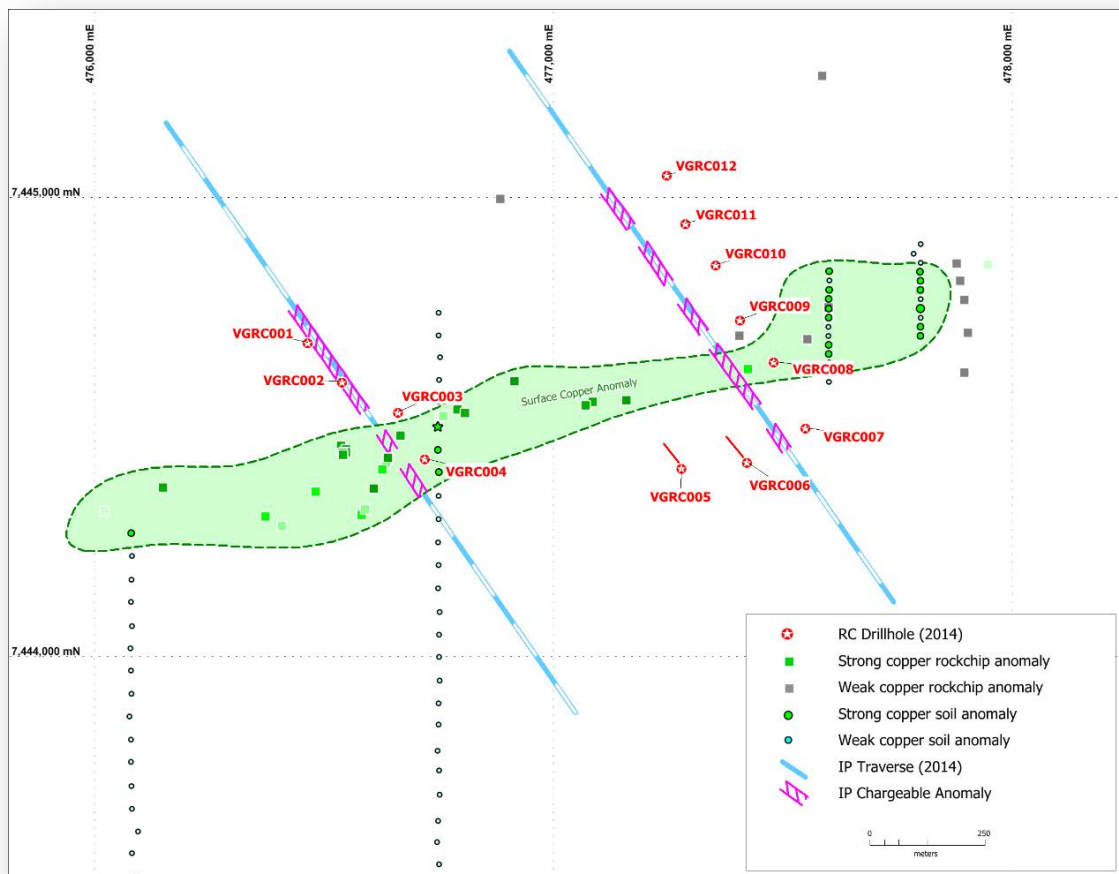 476,000 mE
477,000 mE
478,000 mE
VGRC012
7,445,000 mN
VGRC011
VGRC010
VGRC009
VGRC001
VGRC008
VGRC002
Surface Copper Anomaly
VGRC003
VGRC007
VGRC004
VGRC006
VGRC005
7,444,000 mN
RC Drillhole (2014)
Strong copper rockchip anomaly
Weak copper rockchip anomaly
Strong copper soil anomaly
Weak copper soil anomaly
IP Traverse (2014)
IP Chargeable Anomaly
0 250
meters